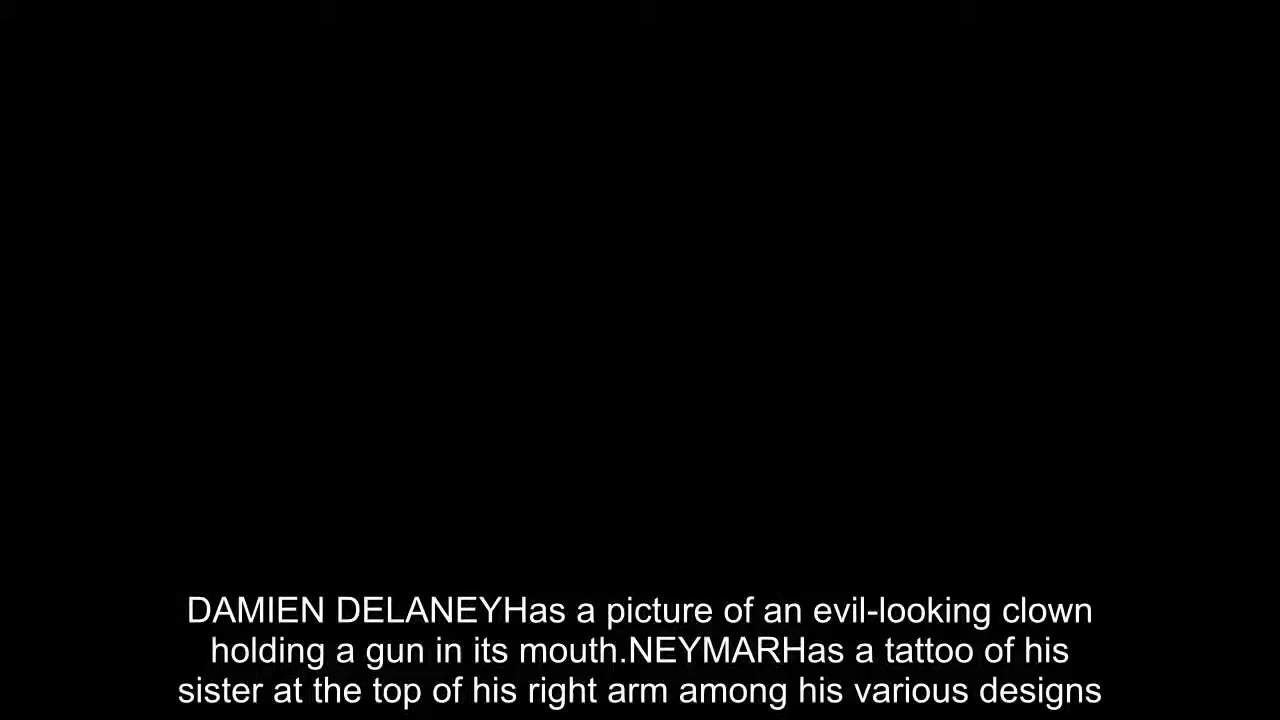 DAMIEN DELANEYHas a picture of an evil-looking clown
holding a gun in its mouth.NEYMARHas a tattoo of his
sister at the top of his right arm among his various designs